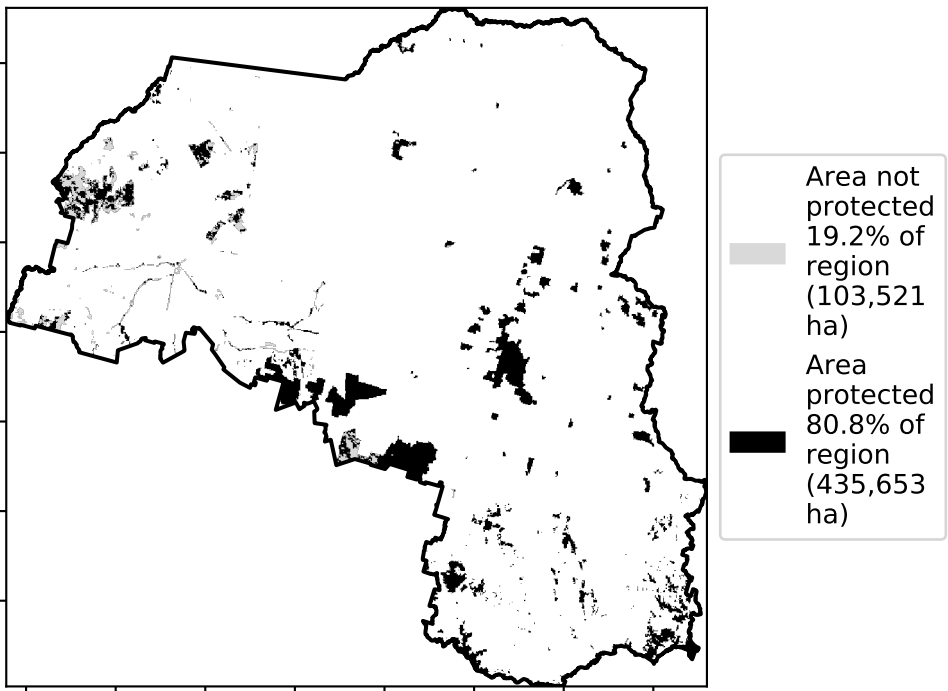 Area not
protected
19.2% of
region
(103,521
ha)
Area
protected
80.8% of
region
(435,653
ha)